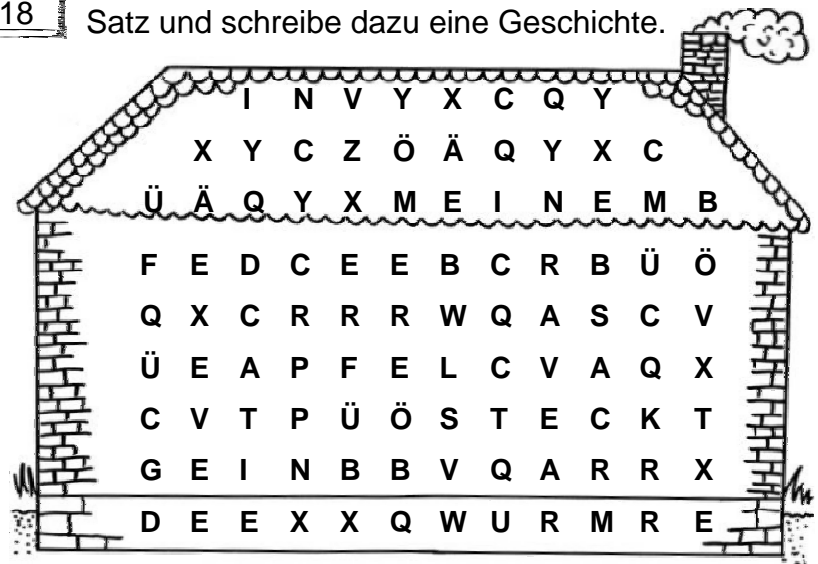 18
Satz und schreibe dazu eine Geschichte.
I N V Y X C Q Y
X Y C Z Ö Ä Q Y X C
Ü Ä Q Y X M E I N E M B
F E D C E E B C R B Ü Ö
Q X C R R R W Q A S C V
Ü E A P F E L C V A Q X
C V T P Ü Ö S T E C K T
G E I N B B V Q A R R X
D E E X X Q W U R M R E